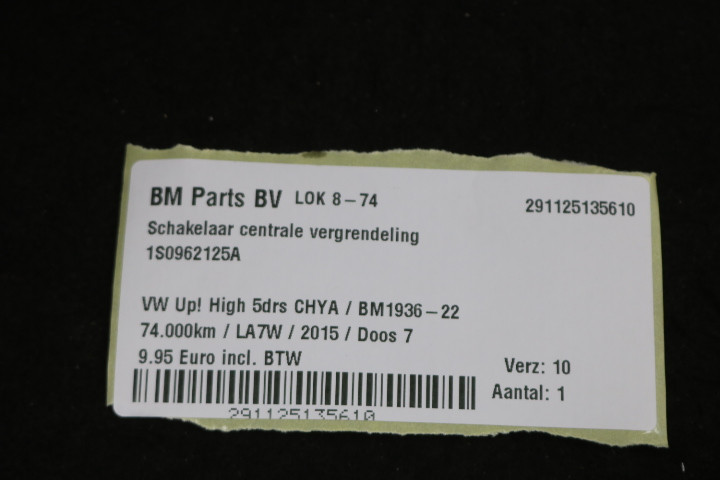 BM Parts BV LOK 8-74
291125135610
Schakelaar centrale vergrendeling
1S0962125A
VW Up! High 5drs CHYA / BM1936-22
74.000km / LA7W / 2015 / Doos 7
9.95 Euro incl. BTW
Verz: 10
Aantal: 1
291125135610